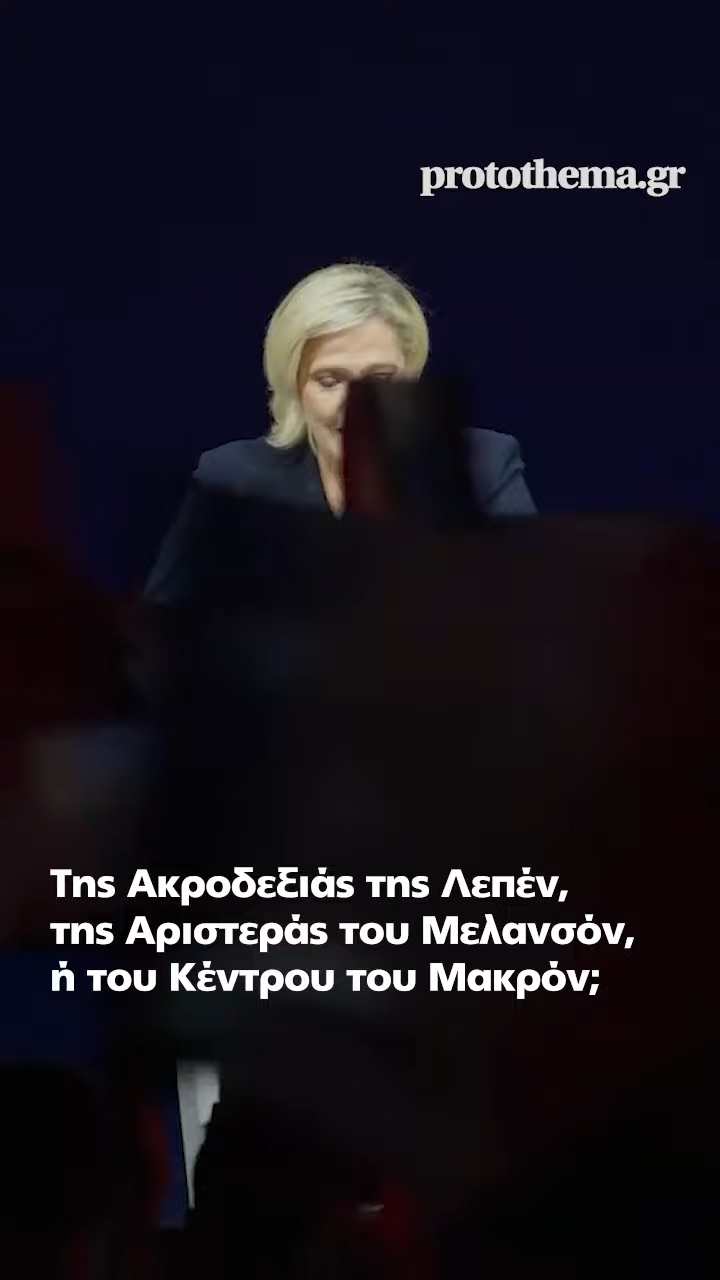 protothema.gr
Της Ακροδεξιάς της Λεπέν,
της Αριστεράς του Μελανσόν,
ή του Κέντρου του Μακρόν;